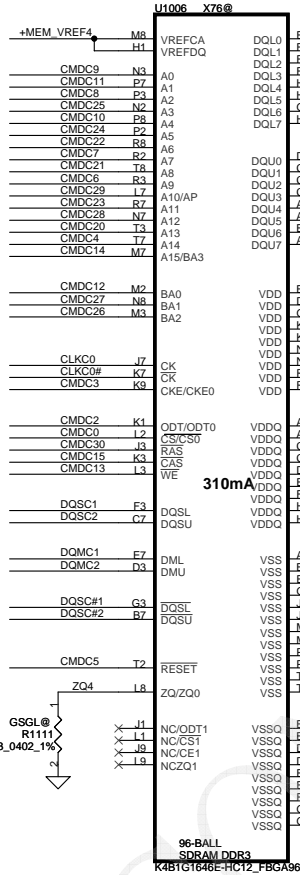 U1006 X76@
+MEM_VREF4 M8 VREFCA DQL0
H1 VREFDQ DQL1
DQL2
CMDC9 N3 A0 DQL3
CMDC11 P7 A1 DQL4
CMDC8 P3 A2 DQL5
CMDC25 N2 A3 DQL6
CMDC10 P8 A4 DQL7
CMDC24 P2 A5
CMDC22 R8 A6
CMDC7 R2 A7 DQU0
CMDC21 T8 A8 DQU1
CMDC6 R3 A9 DQU2
CMDC29 L7 A10/AP DQU3
CMDC23 R7 A11 DQU4
CMDC28 N7 A12 DQU5
CMDC20 T3 A13 DQU6
CMDC4 T7 A14 DQU7
CMDC14 M7 A15/BA3
CMDC12 M2 BA0 VDD
CMDC27 N8 BA1 VDD
CMDC26 M3 BA2 VDD
VDD
VDD
VDD
CLKC0 J7 CK VDD
CLKC0# K7 CK VDD
CMDC3 K9 CKE/CKE0 VDD
CMDC2 K1 ODT/ODT0 VDDQ
CMDC0 L2 CS/CS0 VDDQ
CMDC30 J3 RAS VDDQ
CMDC15 K3 CAS VDDQ
CMDC13 L3 WE VDDQ
310mA VDDQ
VDDQ
DQSC1 F3 DQSL VDDQ
DQSC2 C7 DQSU VDDQ
DQMC1 E7 DML VSS
DQMC2 D3 DMU VSS
VSS
VSS
DQSC#1 G3 DQSL VSS
DQSC#2 B7 DQSU VSS
VSS
VSS
VSS
CMDC5 T2 RESET VSS
VSS
ZQ4 L8 ZQ/ZQ0 VSS
1
GSGL@
R1111
_0402_1%
2
J1 NC/ODT1 VSSQ
L1 NC/CS1 VSSQ
J9 NC/CE1 VSSQ
L9 NCZQ1 VSSQ
VSSQ
VSSQ
VSSQ
VSSQ
VSSQ
96-BALL
SDRAM DDR3
K4B1G1646E-HC12_FBGA96